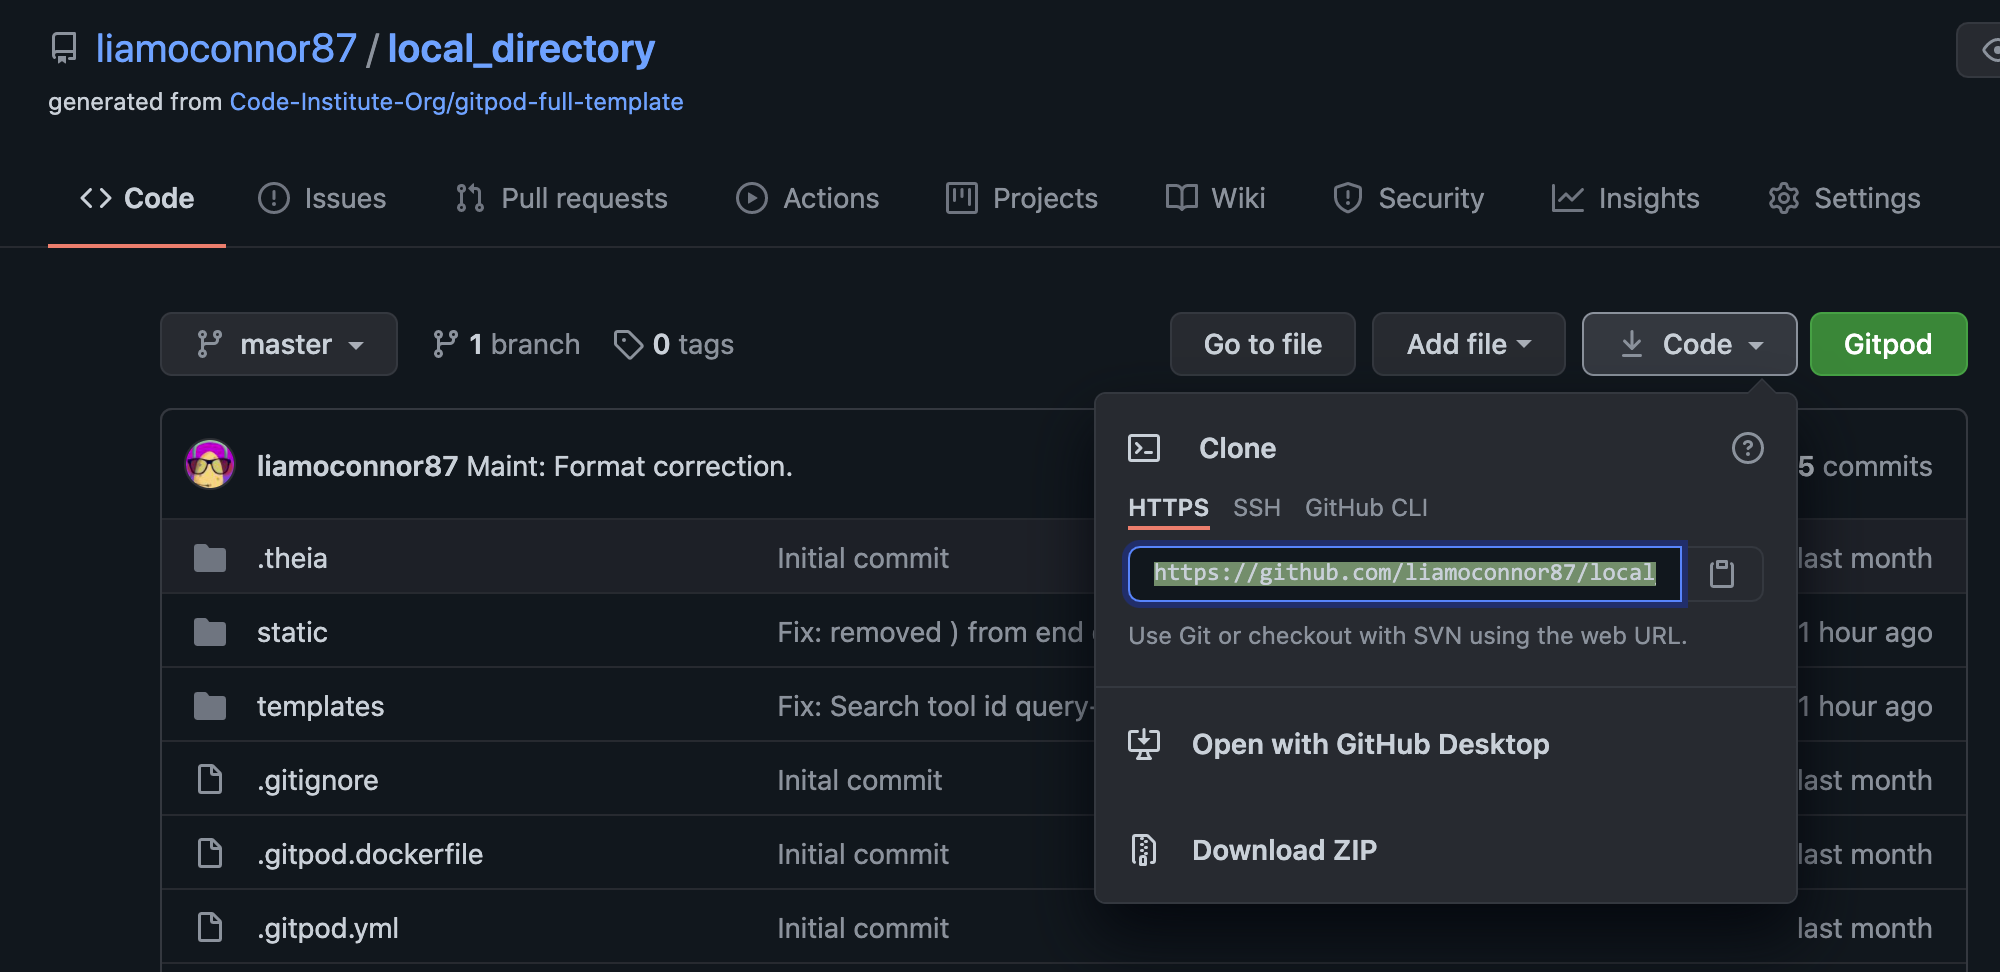 liamoconnor87 / local_directory
generated from Code-Institute-Org/gitpod-full-template
Code Issues Pull requests Actions Projects Wiki Security Insights Settings
master 1 branch 0 tags Go to file Add file Code Gitpod
liamoconnor87 Maint: Format correction. 5 commits
Clone
HTTPS SSH GitHub CLI
https://github.com/liamoconnor87/local
Use Git or checkout with SVN using the web URL.
Open with GitHub Desktop
Download ZIP
.theia Initial commit last month
static Fix: removed ) from end 1 hour ago
templates Fix: Search tool id query- 1 hour ago
.gitignore Inital commit last month
.gitpod.dockerfile Initial commit last month
.gitpod.yml Initial commit last month